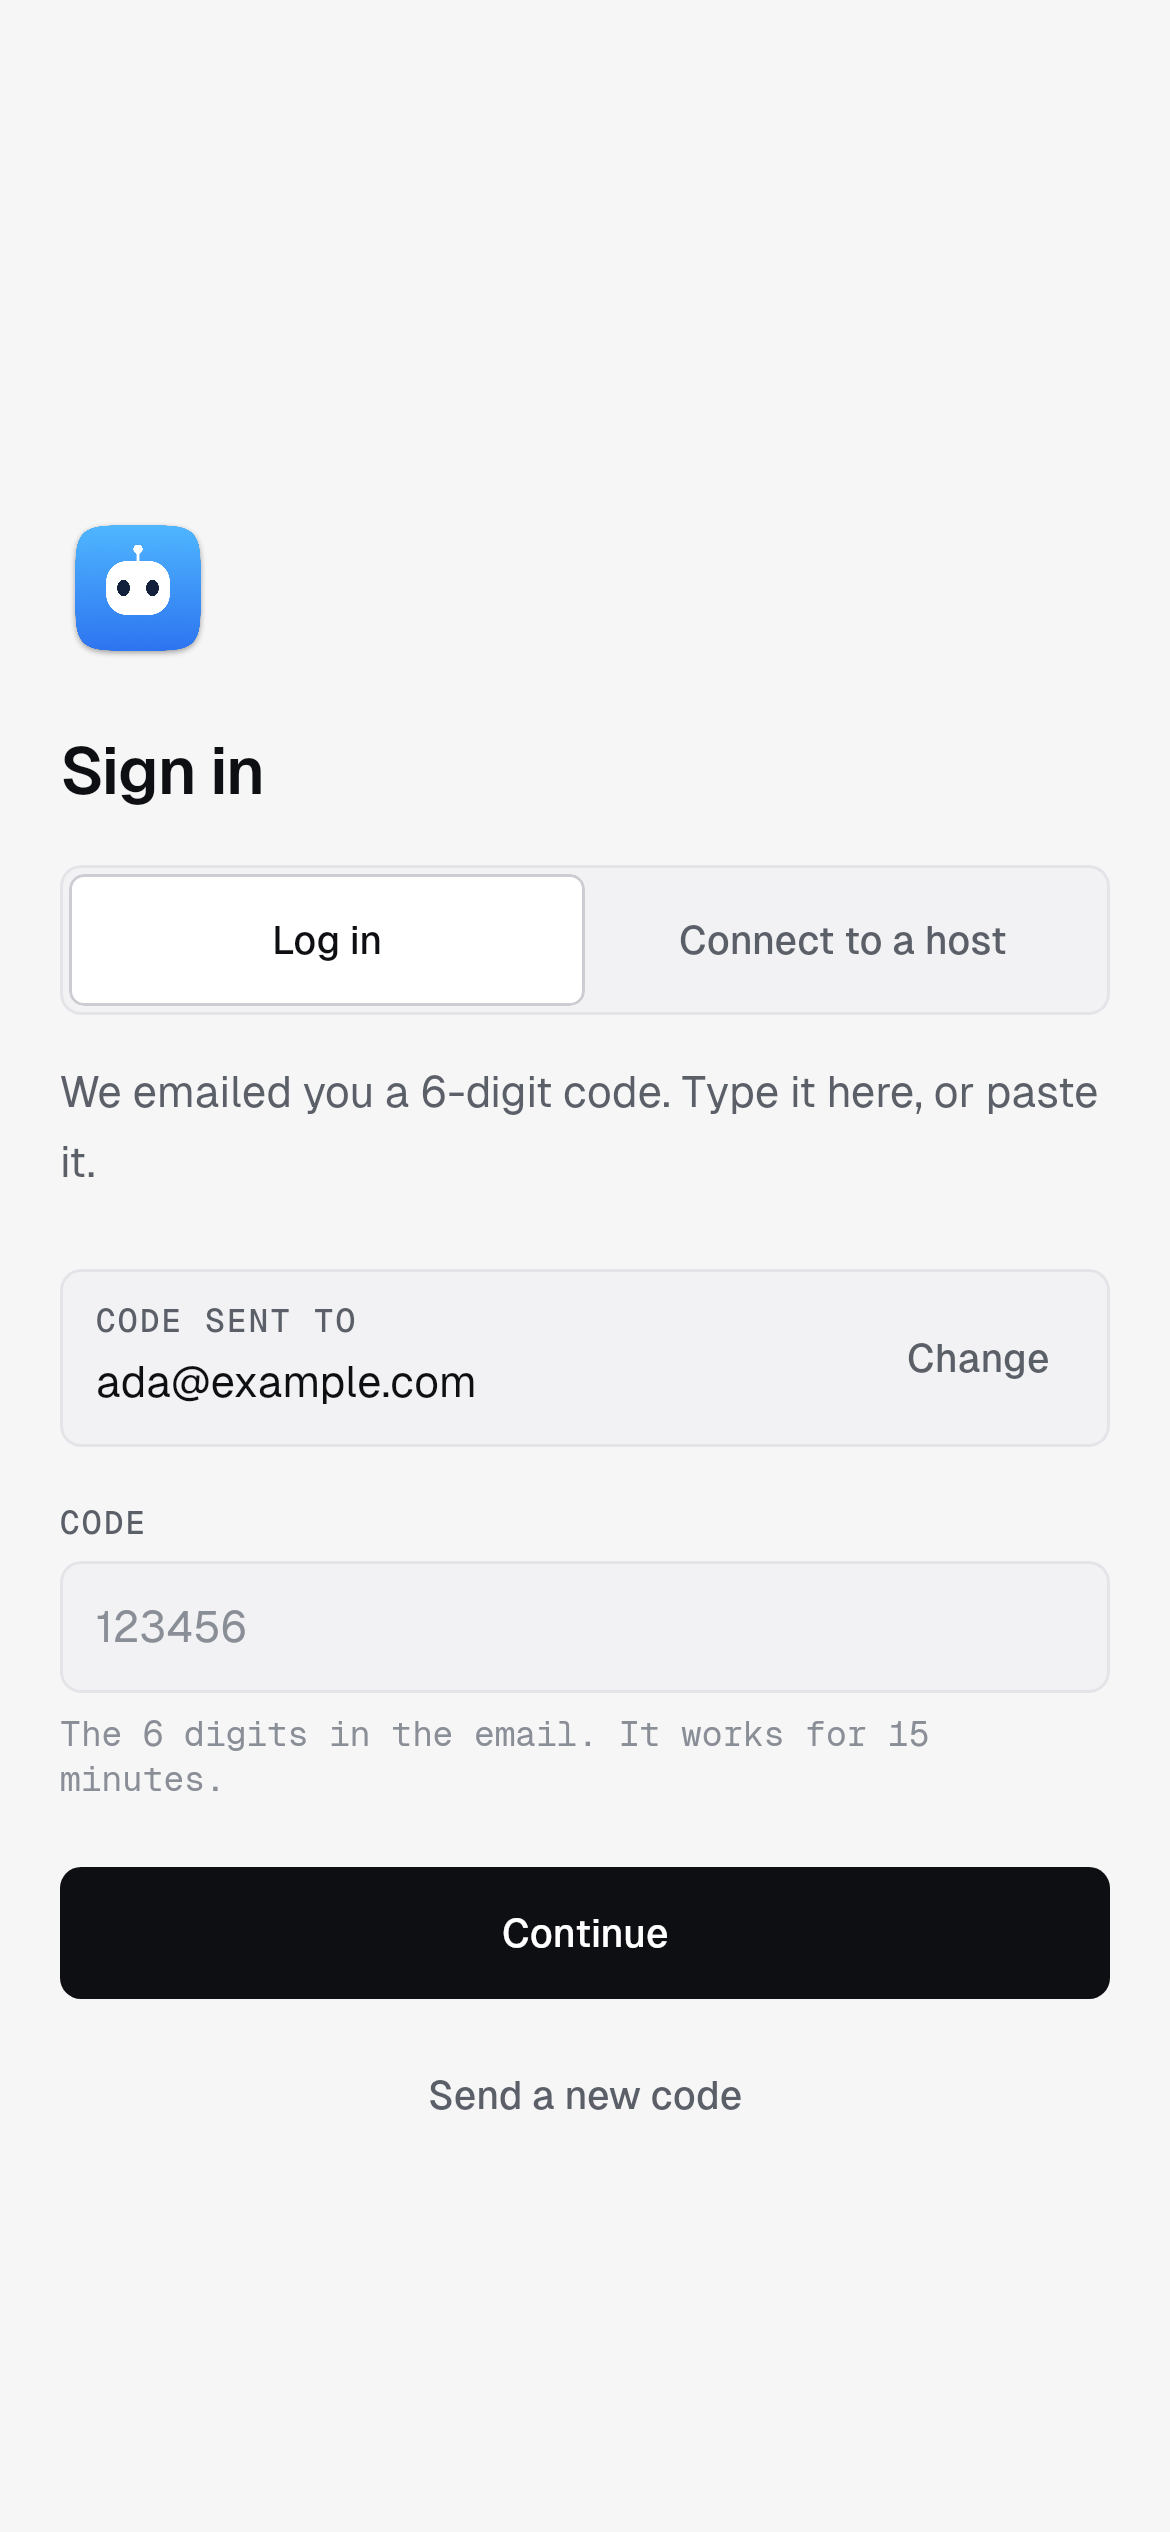 Sign in
Log in
Connect to a host
We emailed you a 6-digit code. Type it here, or paste
it.
CODE SENT TO
ada@example.com
Change
CODE
123456
The 6 digits in the email. It works for 15
minutes.
Continue
Send a new code